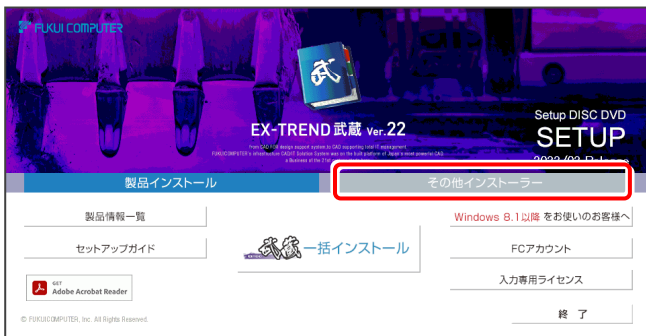 FUKUI COMPUTER
武
EX-TREND 武蔵 Ver.22
Setup DISC DVD
SETUP
製品インストール
その他インストーラー
製品情報一覧
Windows 8.1以降 をお使いのお客様へ
セットアップガイド
武蔵 一括インストール
FCアカウント
GET
Adobe Acrobat Reader
入力専用ライセンス
© FUKUICOMPUTER, Inc. All Rights Reserved.
終 了